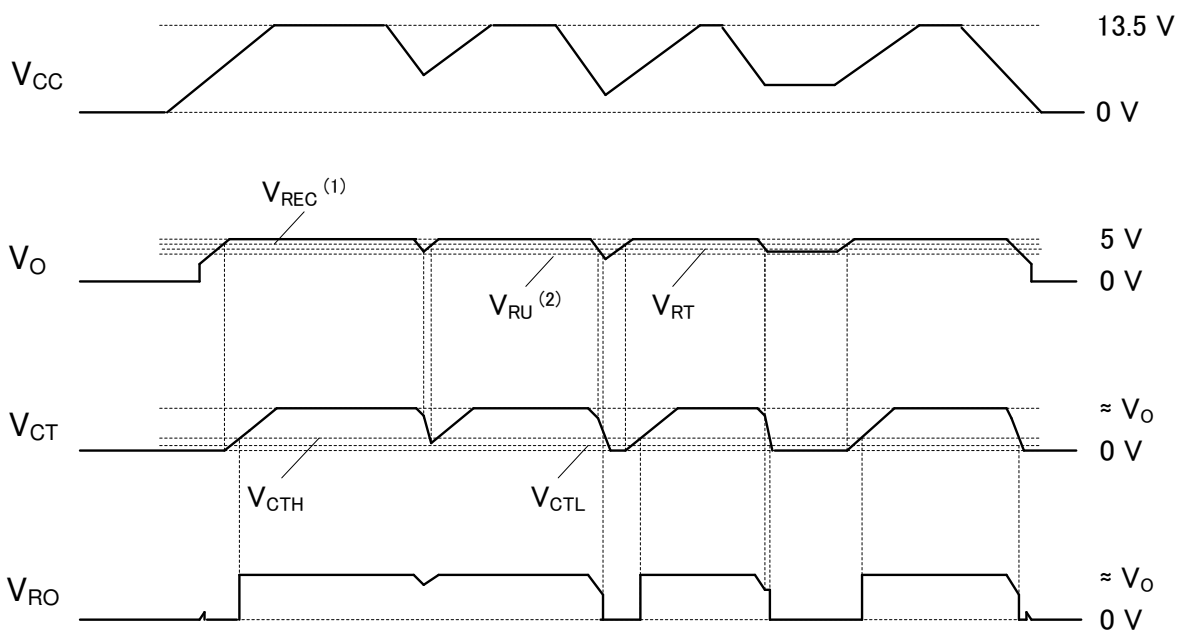 13.5 V
V_CC
0 V
V_REC (1)
5 V
V_O
0 V
V_RU (2)
V_RT
≈ V_O
V_CT
0 V
V_CTH
V_CTL
≈ V_O
V_RO
0 V